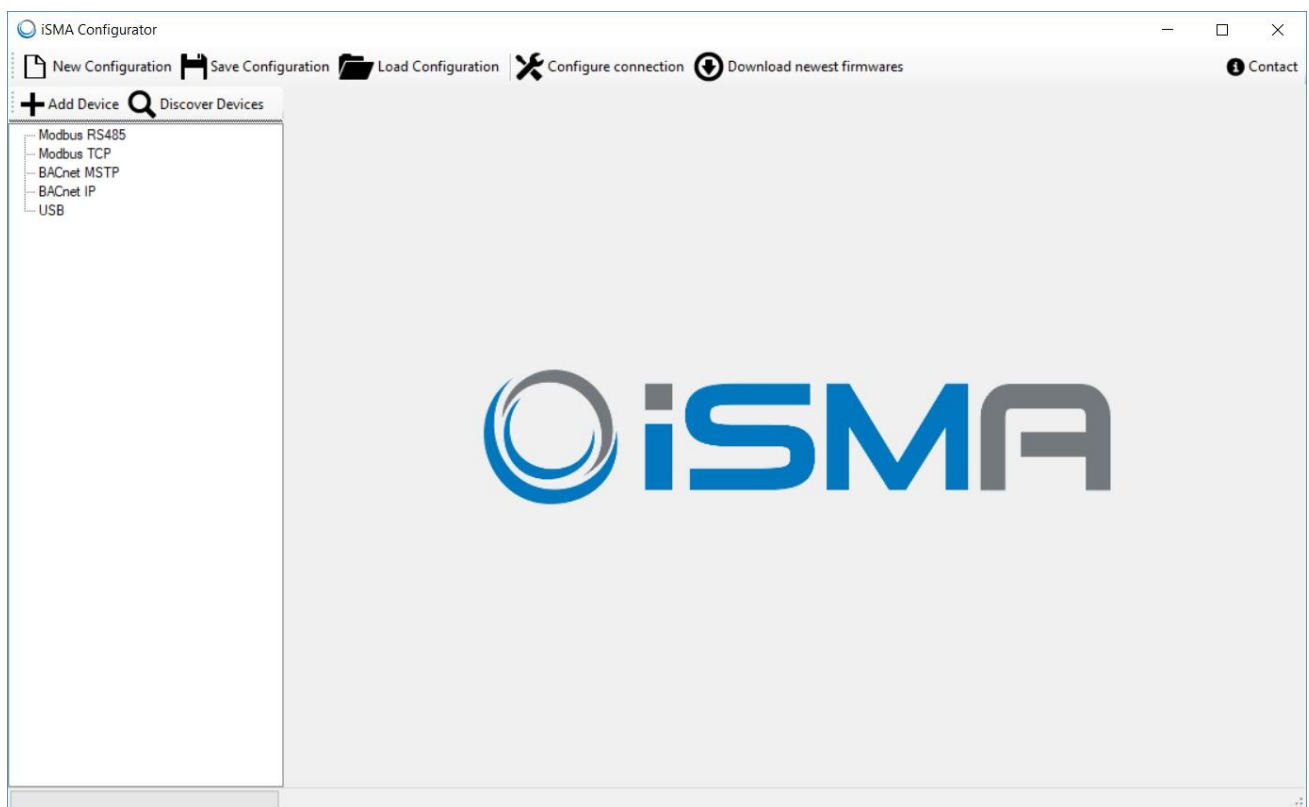 iSMA Configurator
New Configuration Save Configuration Load Configuration Configure connection Download newest firmwares Contact
Add Device Discover Devices
Modbus RS485
Modbus TCP
BACnet MSTP
BACnet IP
USB
iSMA